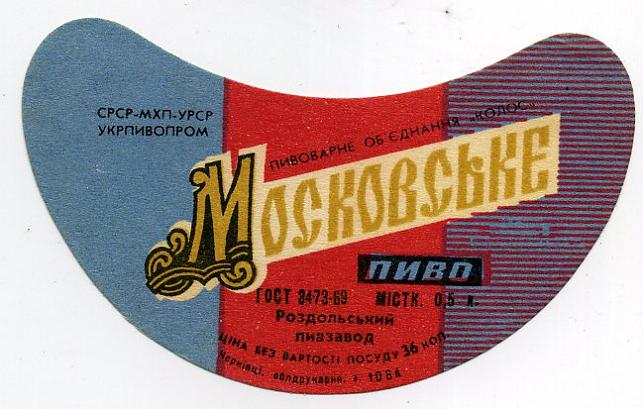 СРСР-МХП-УРСР
УКРПИВОПРОМ
ПИВОВАРНЕ ОБ'ЄДНАННЯ „КОЛОС"
МОСКОВСЬКЕ
ПИВО
ГОСТ 3473-69 МІСТК. 0,5 л.
Роздольський
пивзавод
ЦІНА БЕЗ ВАРТОСТІ ПОСУДУ 36 коп.
Чернівці, облдрукарня, з. 1084